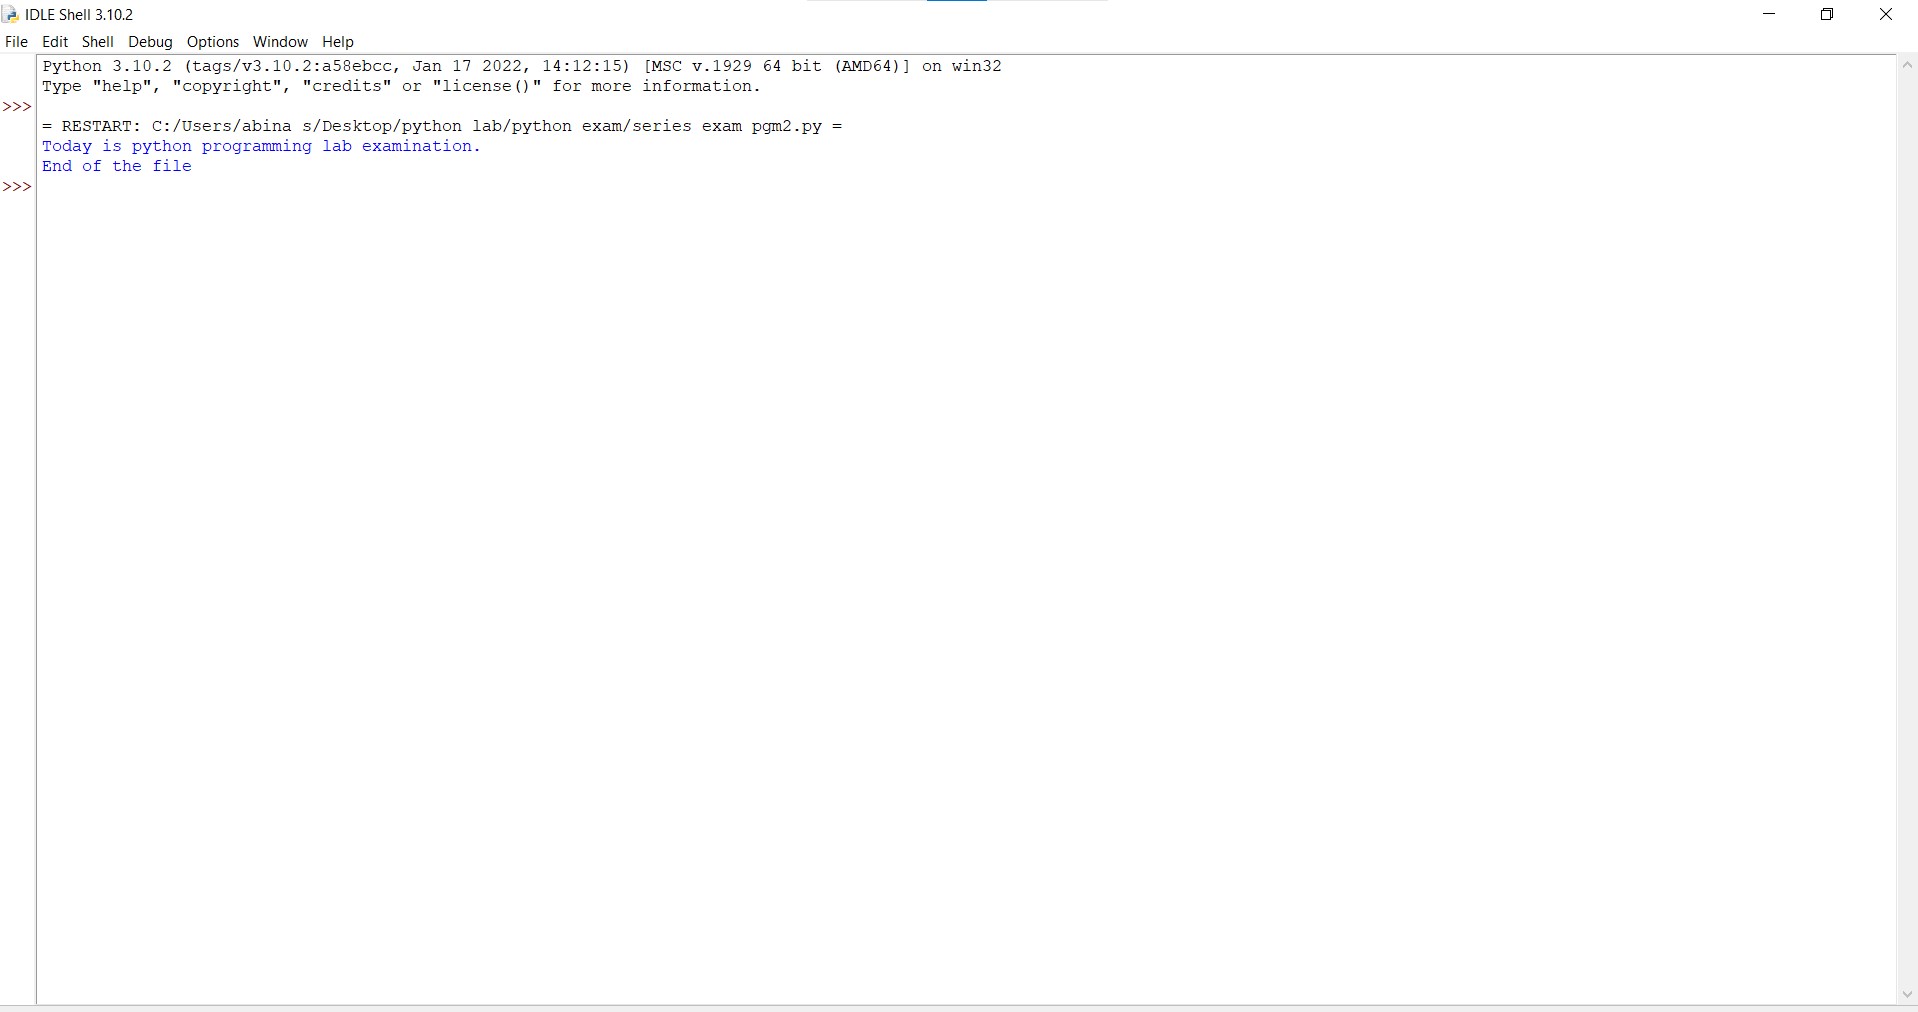 IDLE Shell 3.10.2
File Edit Shell Debug Options Window Help
Python 3.10.2 (tags/v3.10.2:a58ebcc, Jan 17 2022, 14:12:15) [MSC v.1929 64 bit (AMD64)] on win32
Type "help", "copyright", "credits" or "license()" for more information.
>>>
= RESTART: C:/Users/abina s/Desktop/python lab/python exam/series exam pgm2.py =
Today is python programming lab examination.
End of the file
>>>